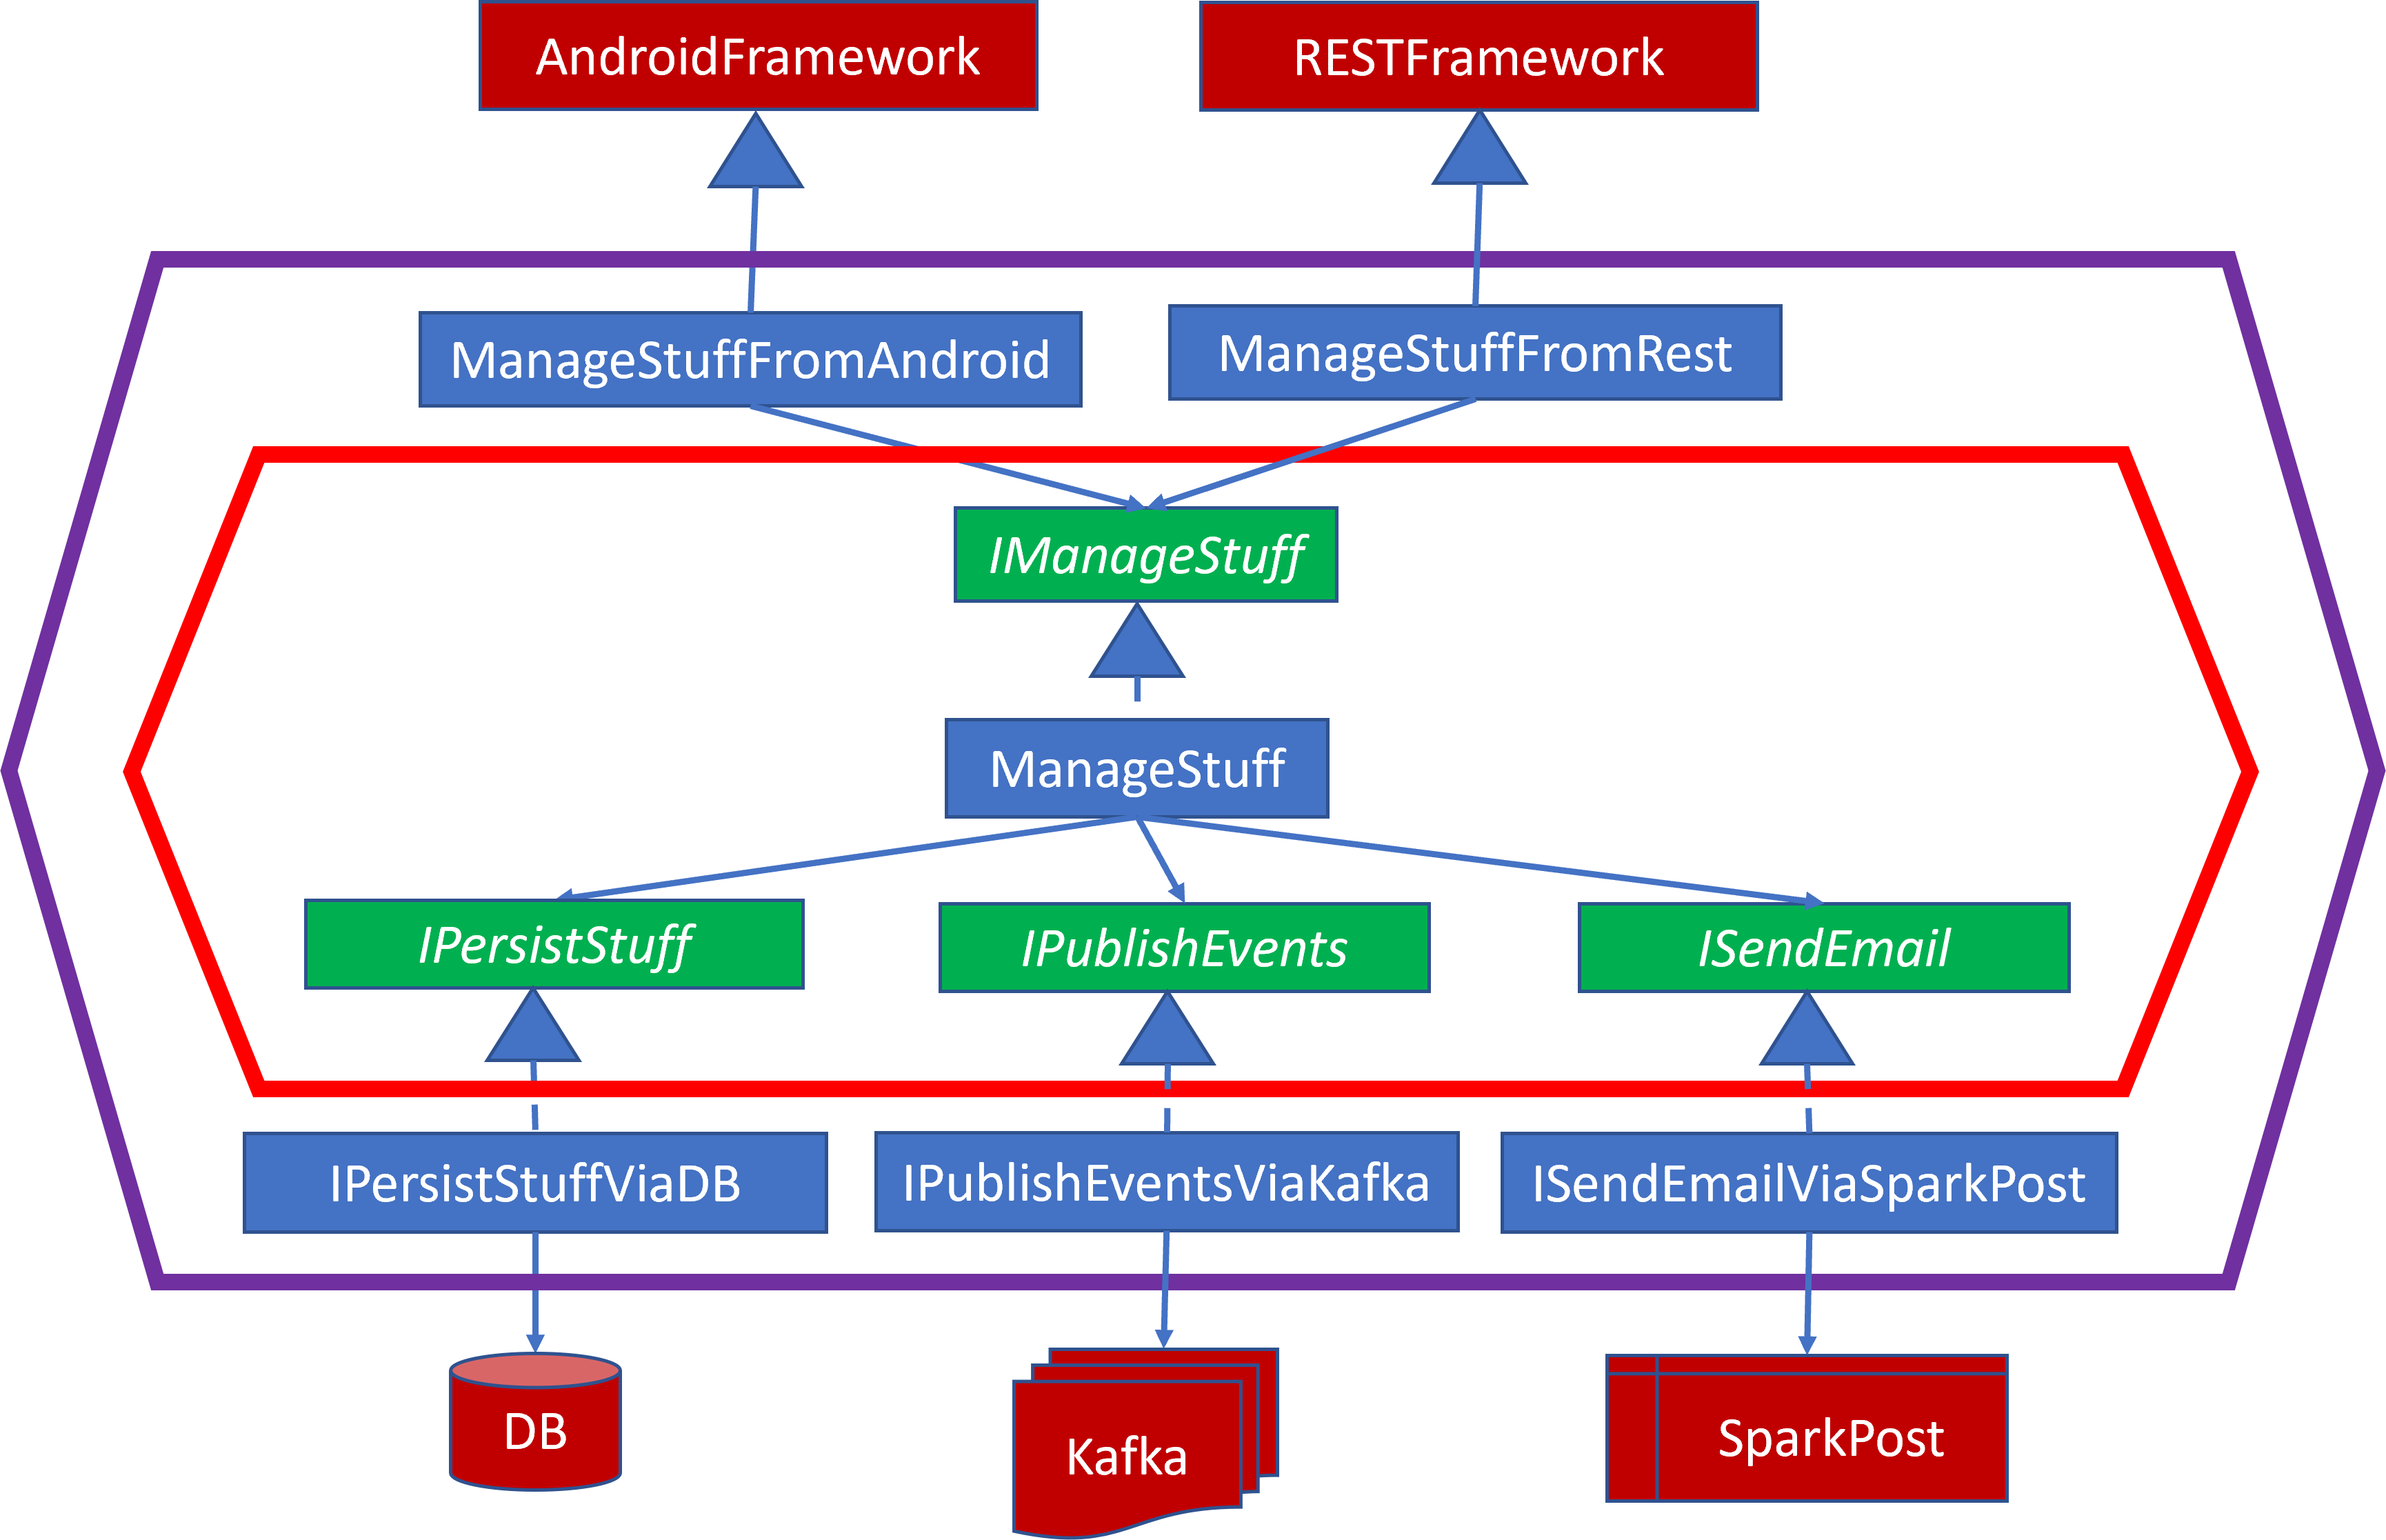 AndroidFramework
RESTFramework
ManageStuffFromAndroid
ManageStuffFromRest
IManageStuff
ManageStuff
IPersistStuff
IPublishEvents
ISendEmail
IPersistStuffViaDB
IPublishEventsViaKafka
ISendEmailViaSparkPost
DB
Kafka
SparkPost